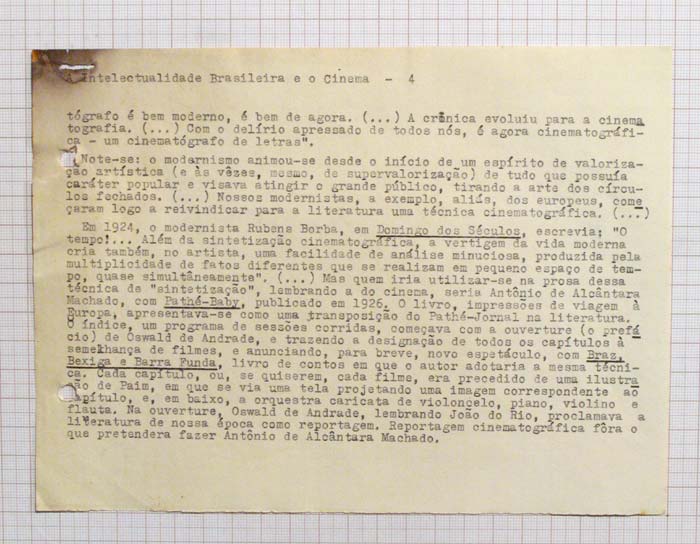 A Intelectualidade Brasileira e o Cinema - 4
tógrafo é bem moderno, é bem de agora. (...) A crônica evoluiu para a cinema
tografia. (...) Com o delírio apressado de todos nós, é agora cinematográfi-
ca - um cinematógrafo de letras".
Note-se: o modernismo animou-se desde o início de um espírito de valoriza-
ção artística (e às vêzes, mesmo, de supervalorização) de tudo que possuía
caráter popular e visava atingir o grande público, tirando a arte dos círcu-
los fechados. (...) Nossos modernistas, a exemplo, aliás, dos europeus, come
çaram logo a reivindicar para a literatura uma técnica cinematográfica. (...)
Em 1924, o modernista Rubens Borba, em Domingo dos Séculos, escrevia: "O
tempo!... Além da sintetização cinematográfica, a vertigem da vida moderna
cria também, no artista, uma facilidade de análise minuciosa, produzida pela
multiplicidade de fatos diferentes que se realizam em pequeno espaço de tem-
po, quase simultâneamente". (...) Mas quem iria utilizar-se na prosa dessa
técnica de "sintetização", lembrando a do cinema, seria Antônio de Alcântara
Machado, com Pathé-Baby, publicado em 1926. O livro, impressões de viagem à
Europa, apresentava-se como uma transposição do Pathé-Jornal na literatura.
O índice, um programa de sessões corridas, começava com a ouverture (o prefá
cio) de Oswald de Andrade, e trazendo a designação de todos os capítulos à
semelhança de filmes, e anunciando, para breve, novo espetáculo, com Braz,
Bexiga e Barra Funda, livro de contos em que o autor adotaria a mesma técni-
ca. Cada capítulo, ou, se quiserem, cada filme, era precedido de uma ilustra
ção de Paim, em que se via uma tela projetando uma imagem correspondente ao
capítulo, e, em baixo, a orquestra caricata de violoncelo, piano, violino e
flauta. Na ouverture, Oswald de Andrade, lembrando João do Rio, proclamava a
literatura de nossa época como reportagem. Reportagem cinematográfica fôra o
que pretendera fazer Antônio de Alcântara Machado.